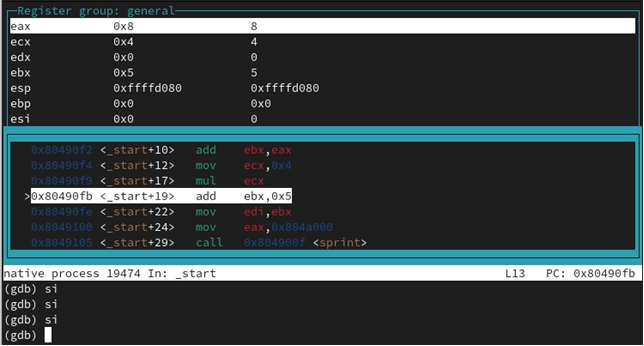 Register group: general
eax 0x8 8
ecx 0x4 4
edx 0x0 0
ebx 0x5 5
esp 0xffffd080 0xffffd080
ebp 0x0 0x0
esi 0x0 0
0x80490f2 <_start+10> add ebx,eax
0x80490f4 <_start+12> mov ecx,0x4
0x80490f9 <_start+17> mul ecx
>0x80490fb <_start+19> add ebx,0x5
0x80490fe <_start+22> mov edi,ebx
0x8049100 <_start+24> mov eax,0x804a000
0x8049105 <_start+29> call 0x804900f <sprint>
native process 19474 In: _start L13 PC: 0x80490fb
(gdb) si
(gdb) si
(gdb) si
(gdb)